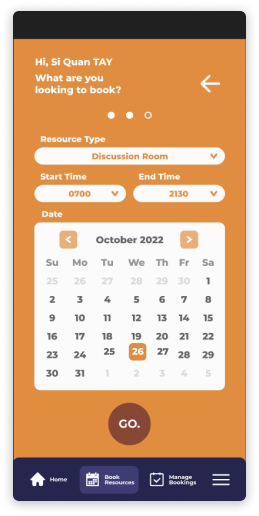 Hi, Si Quan TAY
What are you
looking to book?
Resource Type
Discussion Room
Start Time End Time
0700 2130
Date
October 2022
Su Mo Tu We Th Fr Sa
25 26 27 28 29 30 1
2 3 4 5 6 7 8
9 10 11 12 13 14 15
16 17 18 19 20 21 22
23 24 25 26 27 28 29
30 31 1 2 3 4 5
GO.
Home Book Resources Manage Bookings